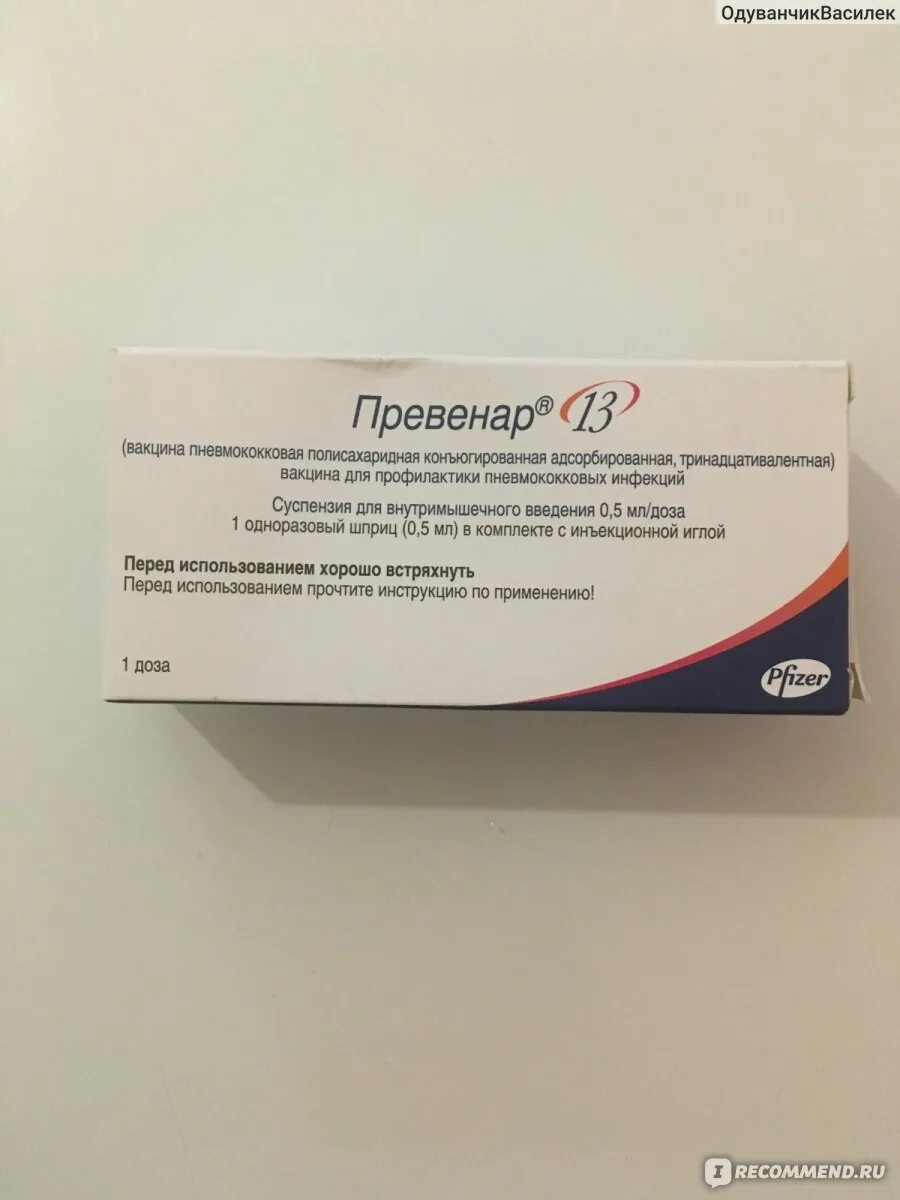 ОдуванчикВасилек
Превенар® 13
(вакцина пневмококковая полисахаридная конъюгированная адсорбированная, тринадцативалентная)
вакцина для профилактики пневмококковых инфекций
Суспензия для внутримышечного введения 0,5 мл/доза
1 одноразовый шприц (0,5 мл) в комплекте с инъекционной иглой
Перед использованием хорошо встряхнуть
Перед использованием прочтите инструкцию по применению!
1 доза
Pfizer
IRECOMMEND.RU